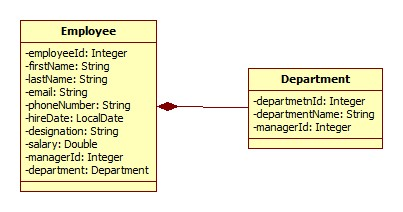 Employee
-employeeId: Integer
-firstName: String
-lastName: String
-email: String
-phoneNumber: String
-hireDate: LocalDate
-designation: String
-salary: Double
-managerId: Integer
-department: Department
Department
-departmetnId: Integer
-departmentName: String
-managerId: Integer